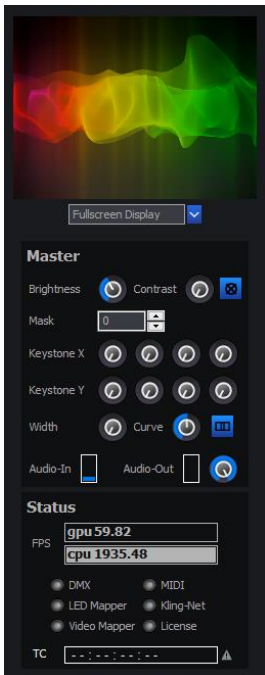 Fullscreen Display
Master
Brightness Contrast
Mask 0
Keystone X
Keystone Y
Width Curve
Audio-In Audio-Out
Status
FPS gpu 59.82
cpu 1935.48
DMX MIDI
LED Mapper Kling-Net
Video Mapper License
TC --:--:--:--